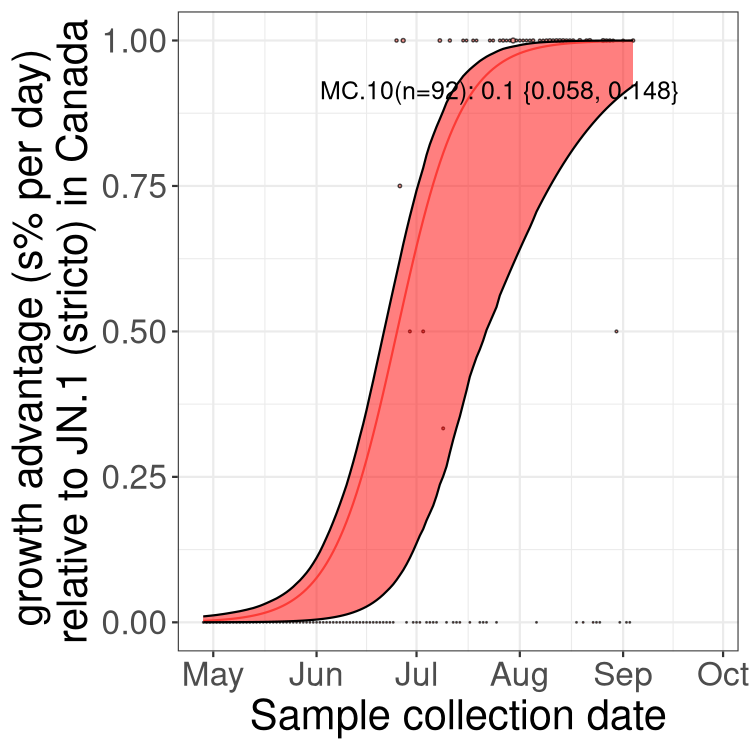 growth advantage (s% per day)
relative to JN.1 (stricto) in Canada
1.00
0.75
0.50
0.25
0.00
MC.10(n=92): 0.1 {0.058, 0.148}
May Jun Jul Aug Sep Oct
Sample collection date